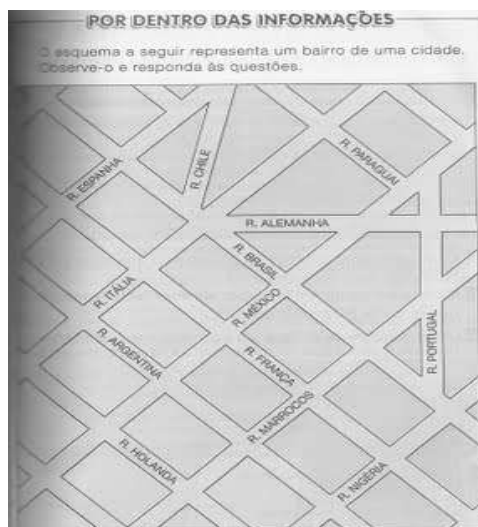 POR DENTRO DAS INFORMAÇÕES
O esquema a seguir representa um bairro de uma cidade.
Observe-o e responda às questões.
R. ESPANHA
R. CHILE
R. PARAGUAI
R. ALEMANHA
R. BRASIL
R. ITÁLIA
R. MÉXICO
R. PORTUGAL
R. ARGENTINA
R. FRANÇA
R. MARROCOS
R. HOLANDA
R. NIGÉRIA